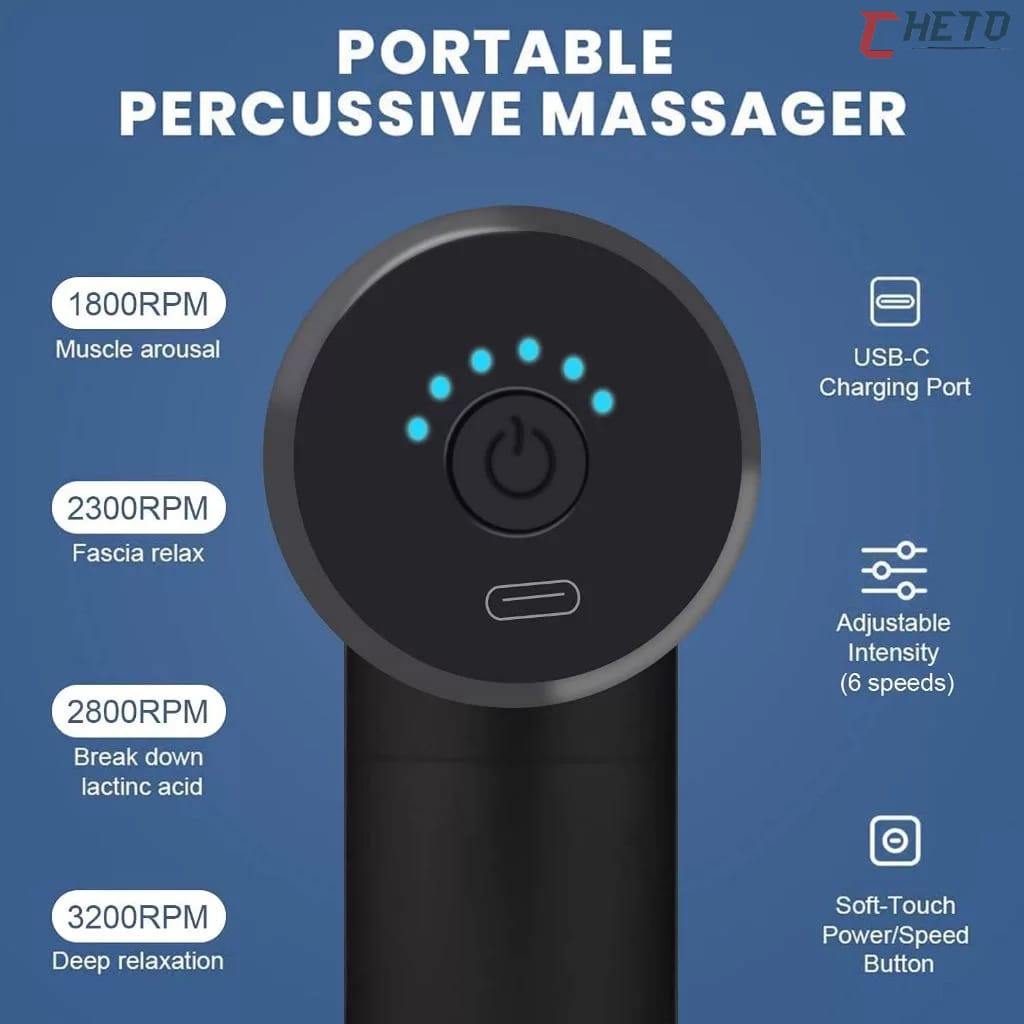 CHETO
PORTABLE
PERCUSSIVE MASSAGER
1800RPM
Muscle arousal
2300RPM
Fascia relax
2800RPM
Break down
lactinc acid
3200RPM
Deep relaxation
USB-C
Charging Port
Adjustable
Intensity
(6 speeds)
Soft-Touch
Power/Speed
Button